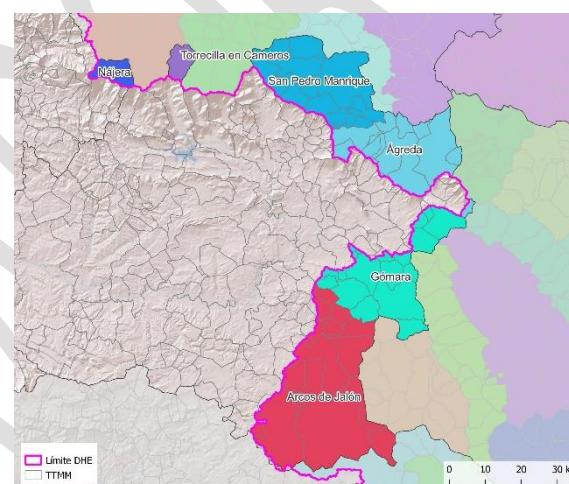 Torrecilla en Cameros
Nájera
San Pedro Manrique
Ágreda
Gómara
Arcos de Jalón
Límite DHE
TTMM
0 10 20 30 k